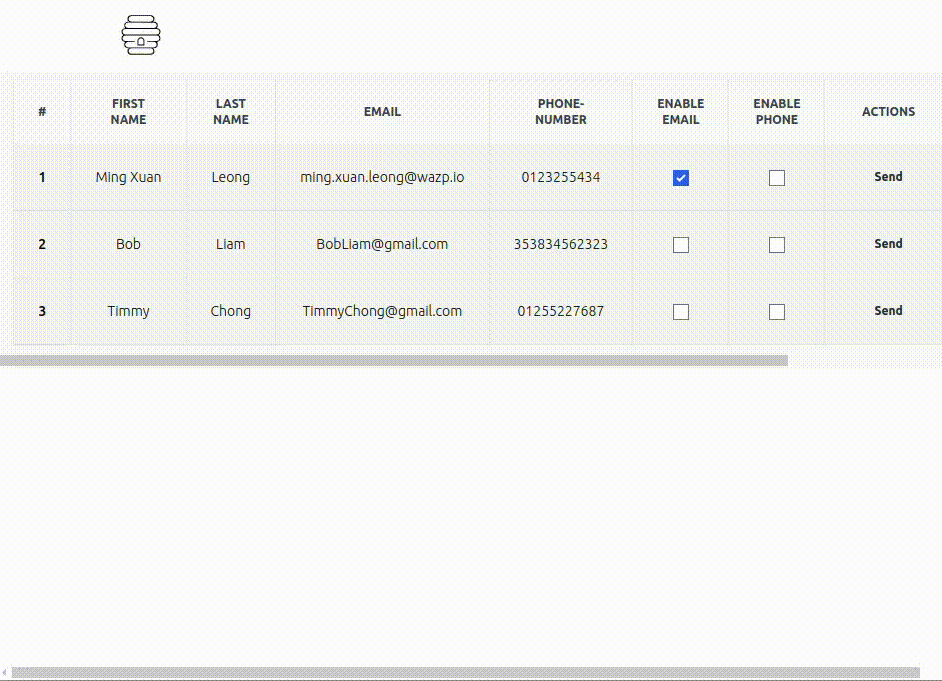 # FIRST NAME LAST NAME EMAIL PHONE-NUMBER ENABLE EMAIL ENABLE PHONE ACTIONS
1 Ming Xuan Leong ming.xuan.leong@wazp.io 0123255434 Send
2 Bob Liam BobLiam@gmail.com 353834562323 Send
3 Timmy Chong TimmyChong@gmail.com 01255227687 Send